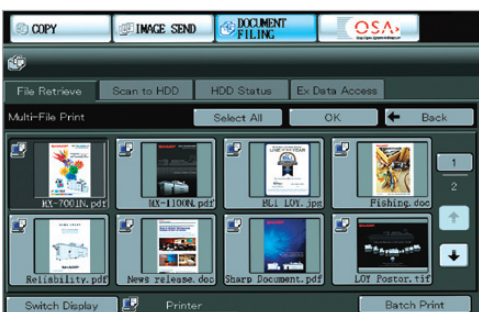 COPY
IMAGE SEND
DOCUMENT
FILING
OSA
File Retrieve
Scan to HDD
HDD Status
Ex Data Access
Multi-File Print
Select All
OK
Back
MX-7001N.pdf
MX-1100N.pdf
BLI LOY.jpg
Fishing.doc
1
2
Reliability.pdf
News release.doc
Sharp Document.pdf
LOY Postor.tif
Switch Display
Printer
Batch Print